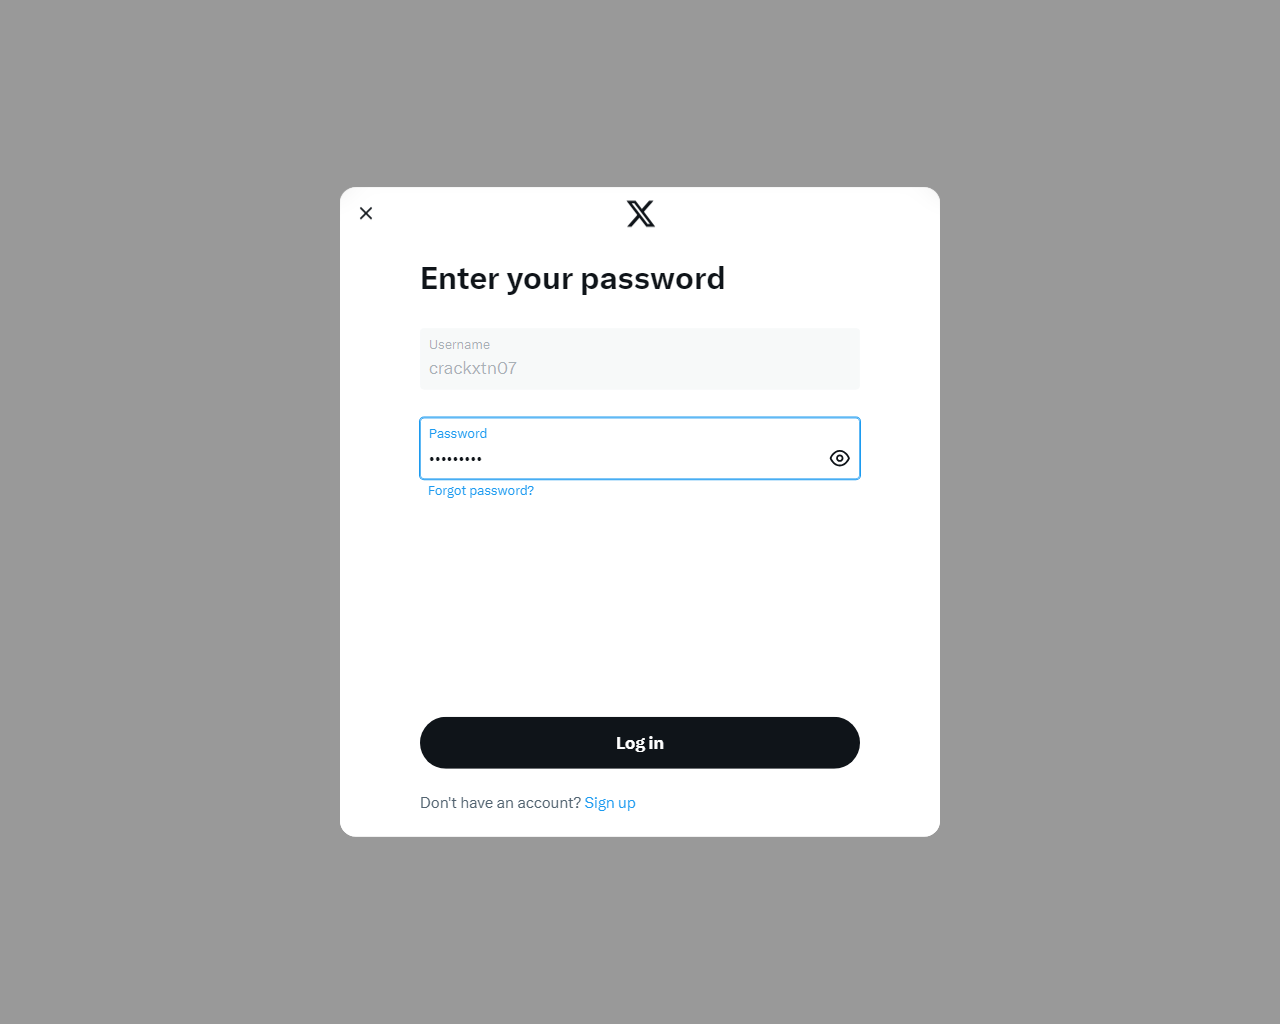 Enter your password
Username
crackxtn07
Password
•••••••••
Forgot password?
Log in
Don't have an account? Sign up